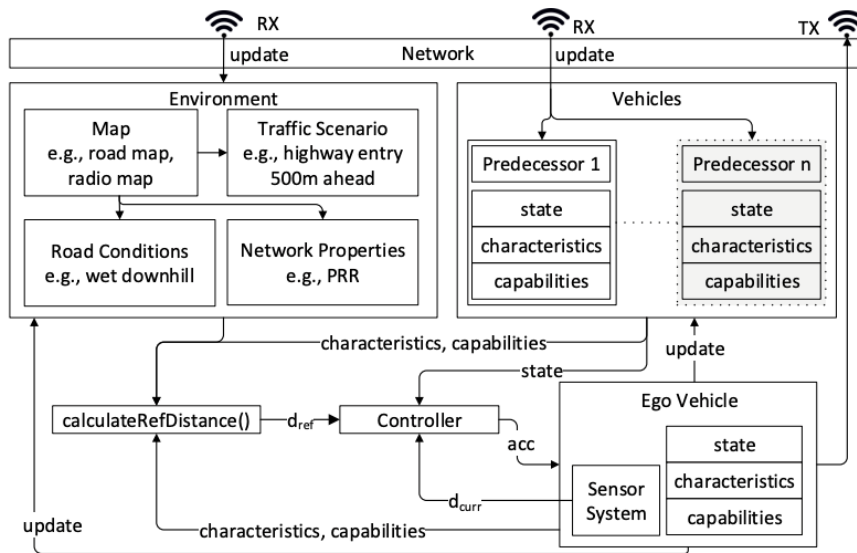 RX
RX
TX
update
Network
update
Environment
Vehicles
Map
e.g., road map,
radio map
Traffic Scenario
e.g., highway entry
500m ahead
Predecessor 1
Predecessor n
state
characteristics
capabilities
state
characteristics
capabilities
Road Conditions
e.g., wet downhill
Network Properties
e.g., PRR
characteristics, capabilities
state
update
calculateRefDistance()
dref
Controller
acc
Ego Vehicle
state
characteristics
capabilities
Sensor
System
dcurr
update
characteristics, capabilities